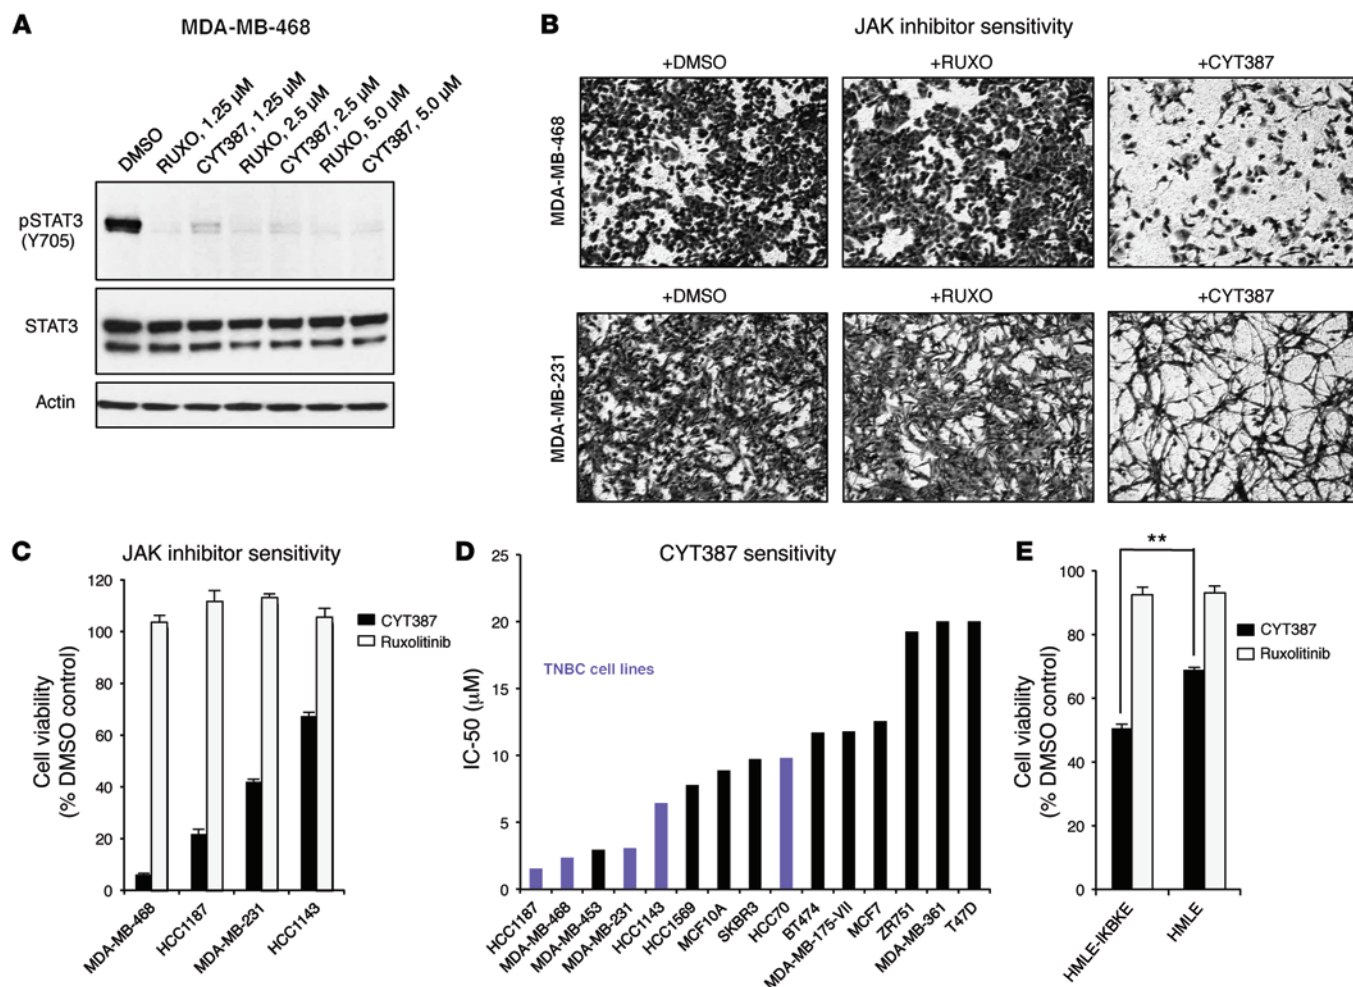 A
MDA-MB-468
DMSO
RUXO, 1.25 µM
CYT387, 1.25 µM
RUXO, 2.5 µM
CYT387, 2.5 µM
RUXO, 5.0 µM
CYT387, 5.0 µM
pSTAT3
(Y705)
STAT3
Actin
B
JAK inhibitor sensitivity
+DMSO
+RUXO
+CYT387
MDA-MB-468
+DMSO
+RUXO
+CYT387
MDA-MB-231
C
JAK inhibitor sensitivity
Cell viability
(% DMSO control)
120
100
80
60
40
20
0
CYT387
Ruxolitinib
MDA-MB-468
HCC1187
MDA-MB-231
HCC1143
D
CYT387 sensitivity
IC-50 (µM)
25
20
15
10
5
0
TNBC cell lines
HCC1187
MDA-MB-468
MDA-MB-453
MDA-MB-231
HCC1143
HCC1569
MCF10A
SKBR3
HCC70
BT474
MDA-MB-175-VII
MCF7
ZR751
MDA-MB-361
T47D
E
**
Cell viability
(% DMSO control)
100
80
60
40
20
0
CYT387
Ruxolitinib
HMLE-IKBKE
HMLE